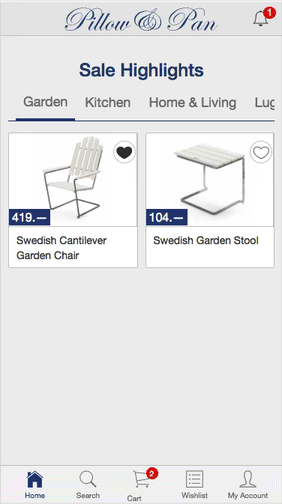 Pillow & Pan
1
Sale Highlights
Garden Kitchen Home & Living Lug
419.— 104.—
Swedish Cantilever
Garden Chair
Swedish Garden Stool
2
Home Search Cart Wishlist My Account